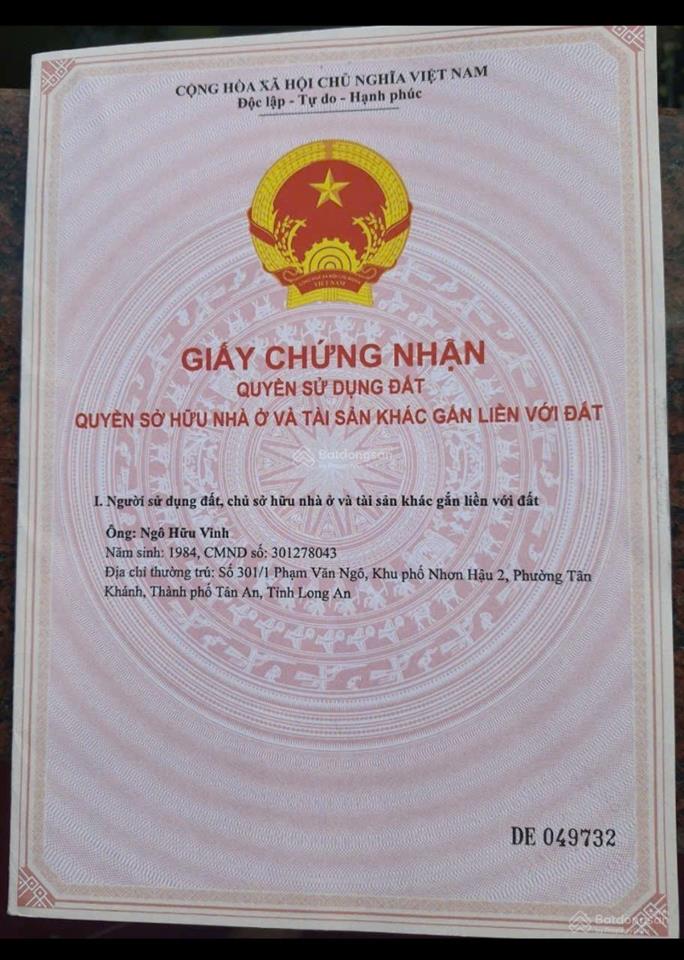 CỘNG HÒA XÃ HỘI CHỦ NGHĨA VIỆT NAM
Độc lập - Tự do - Hạnh phúc
VIỆT NAM
GIẤY CHỨNG NHẬN
QUYỀN SỬ DỤNG ĐẤT
QUYỀN SỞ HỮU NHÀ Ở VÀ TÀI SẢN KHÁC GẮN LIỀN VỚI ĐẤT
Batdongsan
I. Người sử dụng đất, chủ sở hữu nhà ở và tài sản khác gắn liền với đất
Ông: Ngô Hữu Vinh
Năm sinh: 1984, CMND số: 301278043
Địa chỉ thường trú: Số 301/1 Phạm Văn Ngô, Khu phố Nhơn Hậu 2, Phường Tân
Khánh, Thành phố Tân An, Tỉnh Long An
DE 049732
Batdongsan